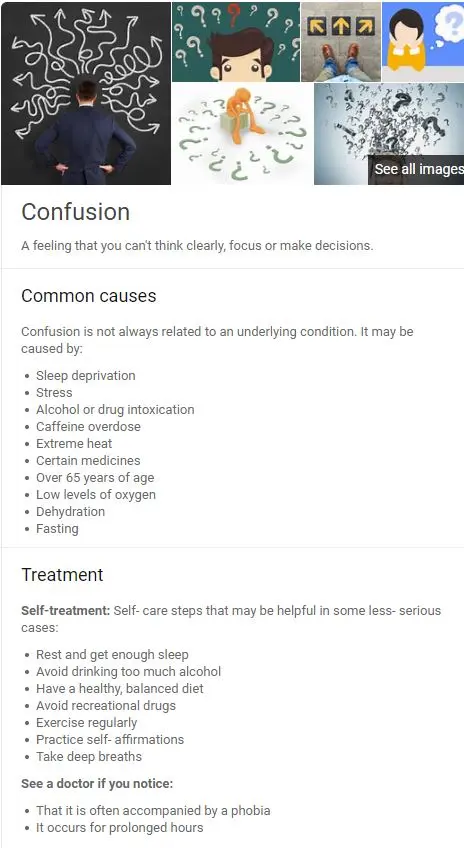 See all images
Confusion
A feeling that you can't think clearly, focus or make decisions.
Common causes
Confusion is not always related to an underlying condition. It may be
caused by:
• Sleep deprivation
• Stress
• Alcohol or drug intoxication
• Caffeine overdose
• Extreme heat
• Certain medicines
• Over 65 years of age
• Low levels of oxygen
• Dehydration
• Fasting
Treatment
Self-treatment: Self- care steps that may be helpful in some less- serious
cases:
• Rest and get enough sleep
• Avoid drinking too much alcohol
• Have a healthy, balanced diet
• Avoid recreational drugs
• Exercise regularly
• Practice self- affirmations
• Take deep breaths
See a doctor if you notice:
• That it is often accompanied by a phobia
• It occurs for prolonged hours